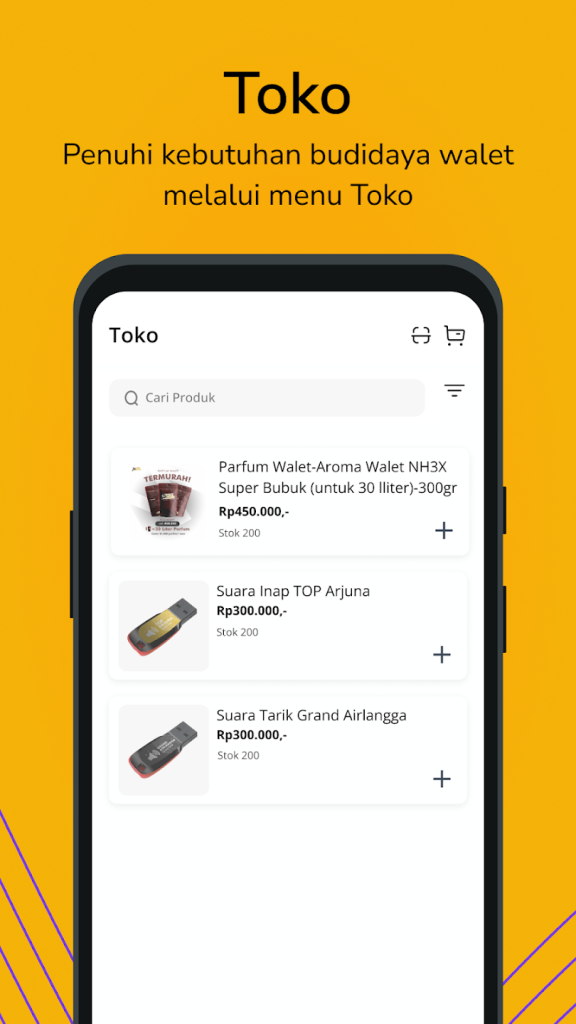 Toko
Penuhi kebutuhan budidaya walet
melalui menu Toko
Toko
Cari Produk
TERMURAH!
Parfum Walet-Aroma Walet NH3X
Super Bubuk (untuk 30 lliter)-300gr
Rp450.000,-
Stok 200
Suara Inap TOP Arjuna
Rp300.000,-
Stok 200
Suara Tarik Grand Airlangga
Rp300.000,-
Stok 200